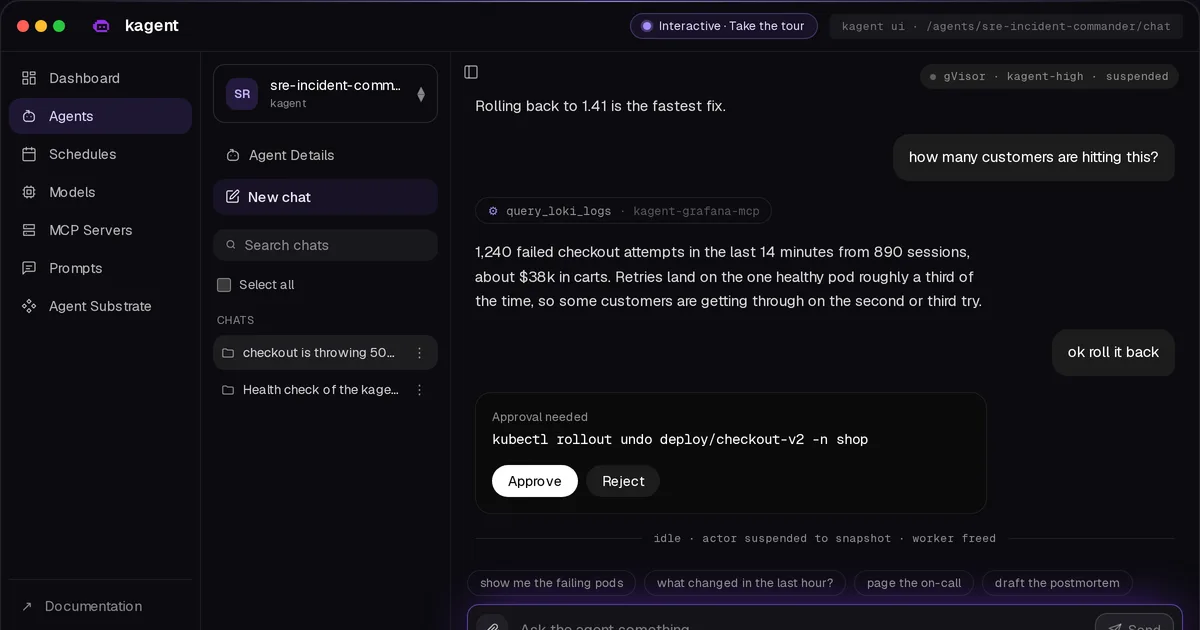 kagent
Interactive · Take the tour
kagent ui · /agents/sre-incident-commander/chat
Dashboard
Agents
Schedules
Models
MCP Servers
Prompts
Agent Substrate
Documentation
SR
sre-incident-comm...
kagent
Agent Details
New chat
Search chats
Select all
CHATS
checkout is throwing 50...
Health check of the kage...
gVisor · kagent-high · suspended
Rolling back to 1.41 is the fastest fix.
how many customers are hitting this?
query_loki_logs · kagent-grafana-mcp
1,240 failed checkout attempts in the last 14 minutes from 890 sessions,
about $38k in carts. Retries land on the one healthy pod roughly a third of
the time, so some customers are getting through on the second or third try.
ok roll it back
Approval needed
kubectl rollout undo deploy/checkout-v2 -n shop
Approve
Reject
idle · actor suspended to snapshot · worker freed
show me the failing pods
what changed in the last hour?
page the on-call
draft the postmortem
Ask the agent something
Send